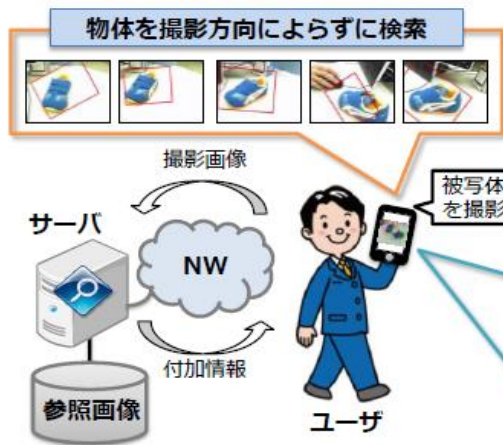 物体を撮影方向によらずに検索
撮影画像
被写体
を撮影
サーバ
NW
付加情報
参照画像
ユーザ